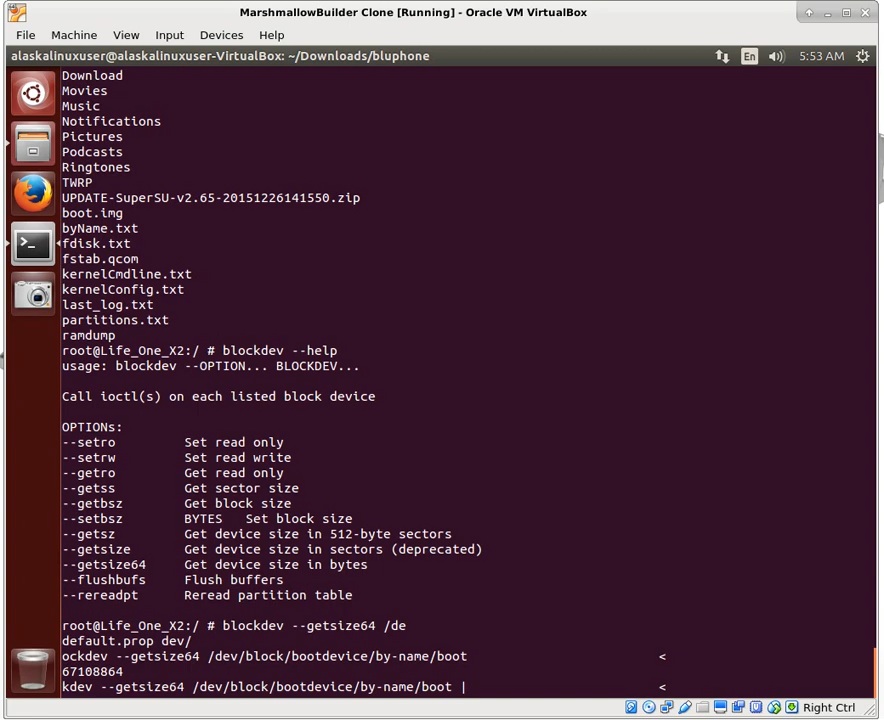 MarshmallowBuilder Clone [Running] - Oracle VM VirtualBox
File Machine View Input Devices Help
alaskalinuxuser@alaskalinuxuser-VirtualBox: ~/Downloads/bluphone En 5:53 AM
Download
Movies
Music
Notifications
Pictures
Podcasts
Ringtones
TWRP
UPDATE-SuperSU-v2.65-20151226141550.zip
boot.img
byName.txt
fdisk.txt
fstab.qcom
kernelCmdline.txt
kernelConfig.txt
last_log.txt
partitions.txt
ramdump
root@Life_One_X2:/ # blockdev --help
usage: blockdev --OPTION... BLOCKDEV...
Call ioctl(s) on each listed block device
OPTIONs:
--setro Set read only
--setrw Set read write
--getro Get read only
--getss Get sector size
--getbsz Get block size
--setbsz BYTES Set block size
--getsz Get device size in 512-byte sectors
--getsize Get device size in sectors (deprecated)
--getsize64 Get device size in bytes
--flushbufs Flush buffers
--rereadpt Reread partition table
root@Life_One_X2:/ # blockdev --getsize64 /de
default.prop dev/
ockdev --getsize64 /dev/block/bootdevice/by-name/boot <
67108864
kdev --getsize64 /dev/block/bootdevice/by-name/boot | <
Right Ctrl